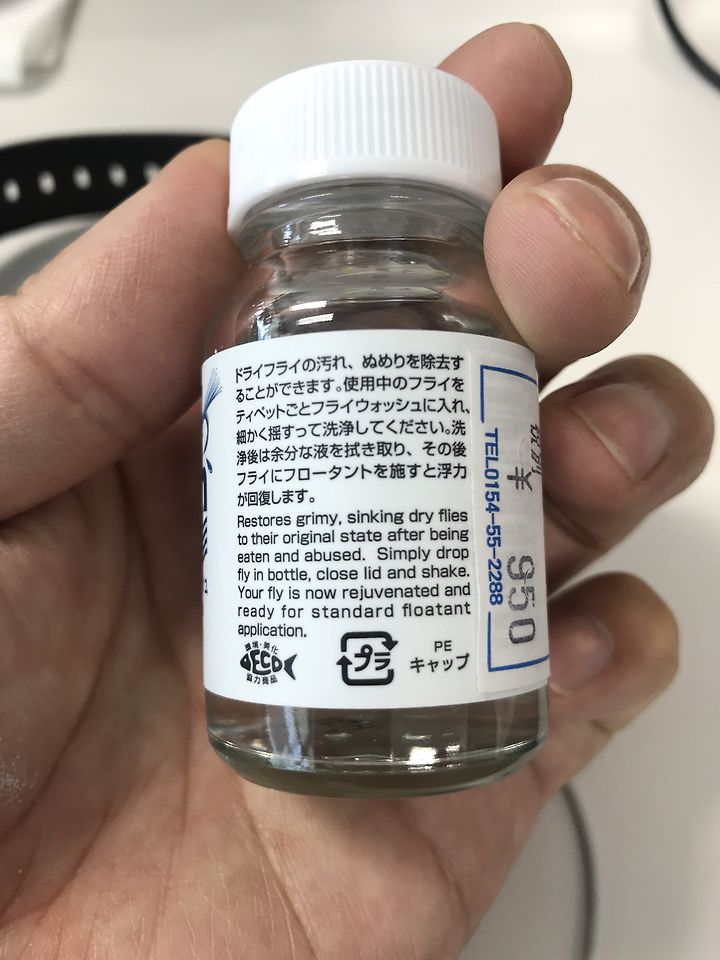 ドライフライの汚れ、ぬめりを除去す
ることができます。使用中のフライを
ティペットごとフライウォッシュに入れ、
細かく揺すって洗浄してください。洗
浄後は余分な液を拭き取り、その後
フライにフロータントを施すと浮力
が回復します。
Restores grimy, sinking dry flies
to their original state after being
eaten and abused. Simply drop
fly in bottle, close lid and shake.
Your fly is now rejuvenated and
ready for standard floatant
application.
環境・美化
DECO
協力商品
プラ
PE
キャップ
TEL0154-55-2288
950